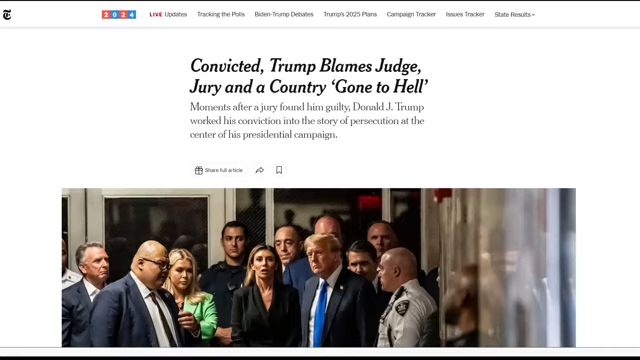 2024 LIVE Updates Tracking the Polls Biden-Trump Debates Trump's 2025 Plans Campaign Tracker Issues Tracker State Results
Convicted, Trump Blames Judge,
Jury and a Country ‘Gone to Hell’
Moments after a jury found him guilty, Donald J. Trump
worked his conviction into the story of persecution at the
center of his presidential campaign.
Share full article